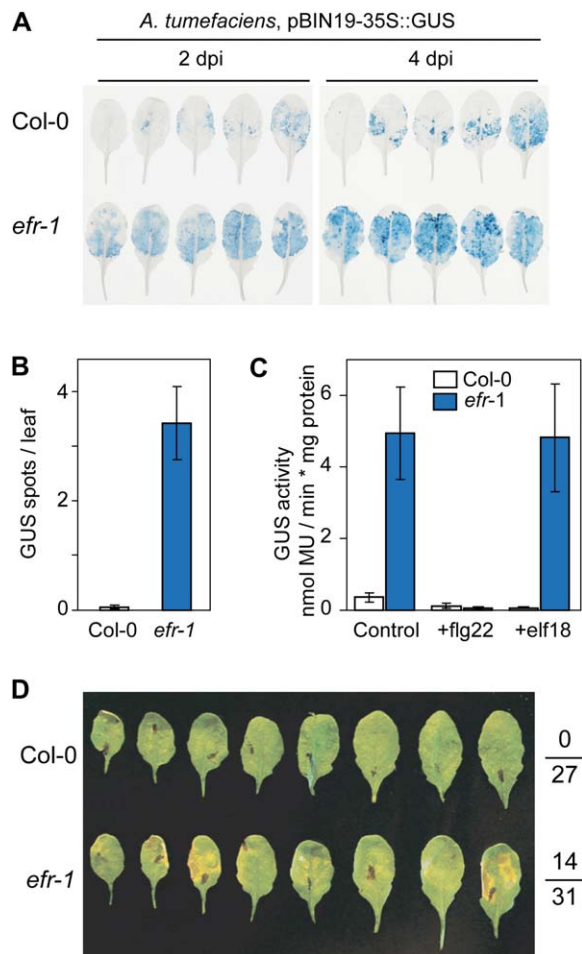 A
A. tumefaciens, pBIN19-35S::GUS
2 dpi
4 dpi
Col-0
efr-1
B
GUS spots / leaf
4
2
0
Col-0
efr-1
C
GUS activity
nmol MU / min * mg protein
6
4
2
0
Col-0
efr-1
Control
+flg22
+elf18
D
Col-0
0
27
efr-1
14
31